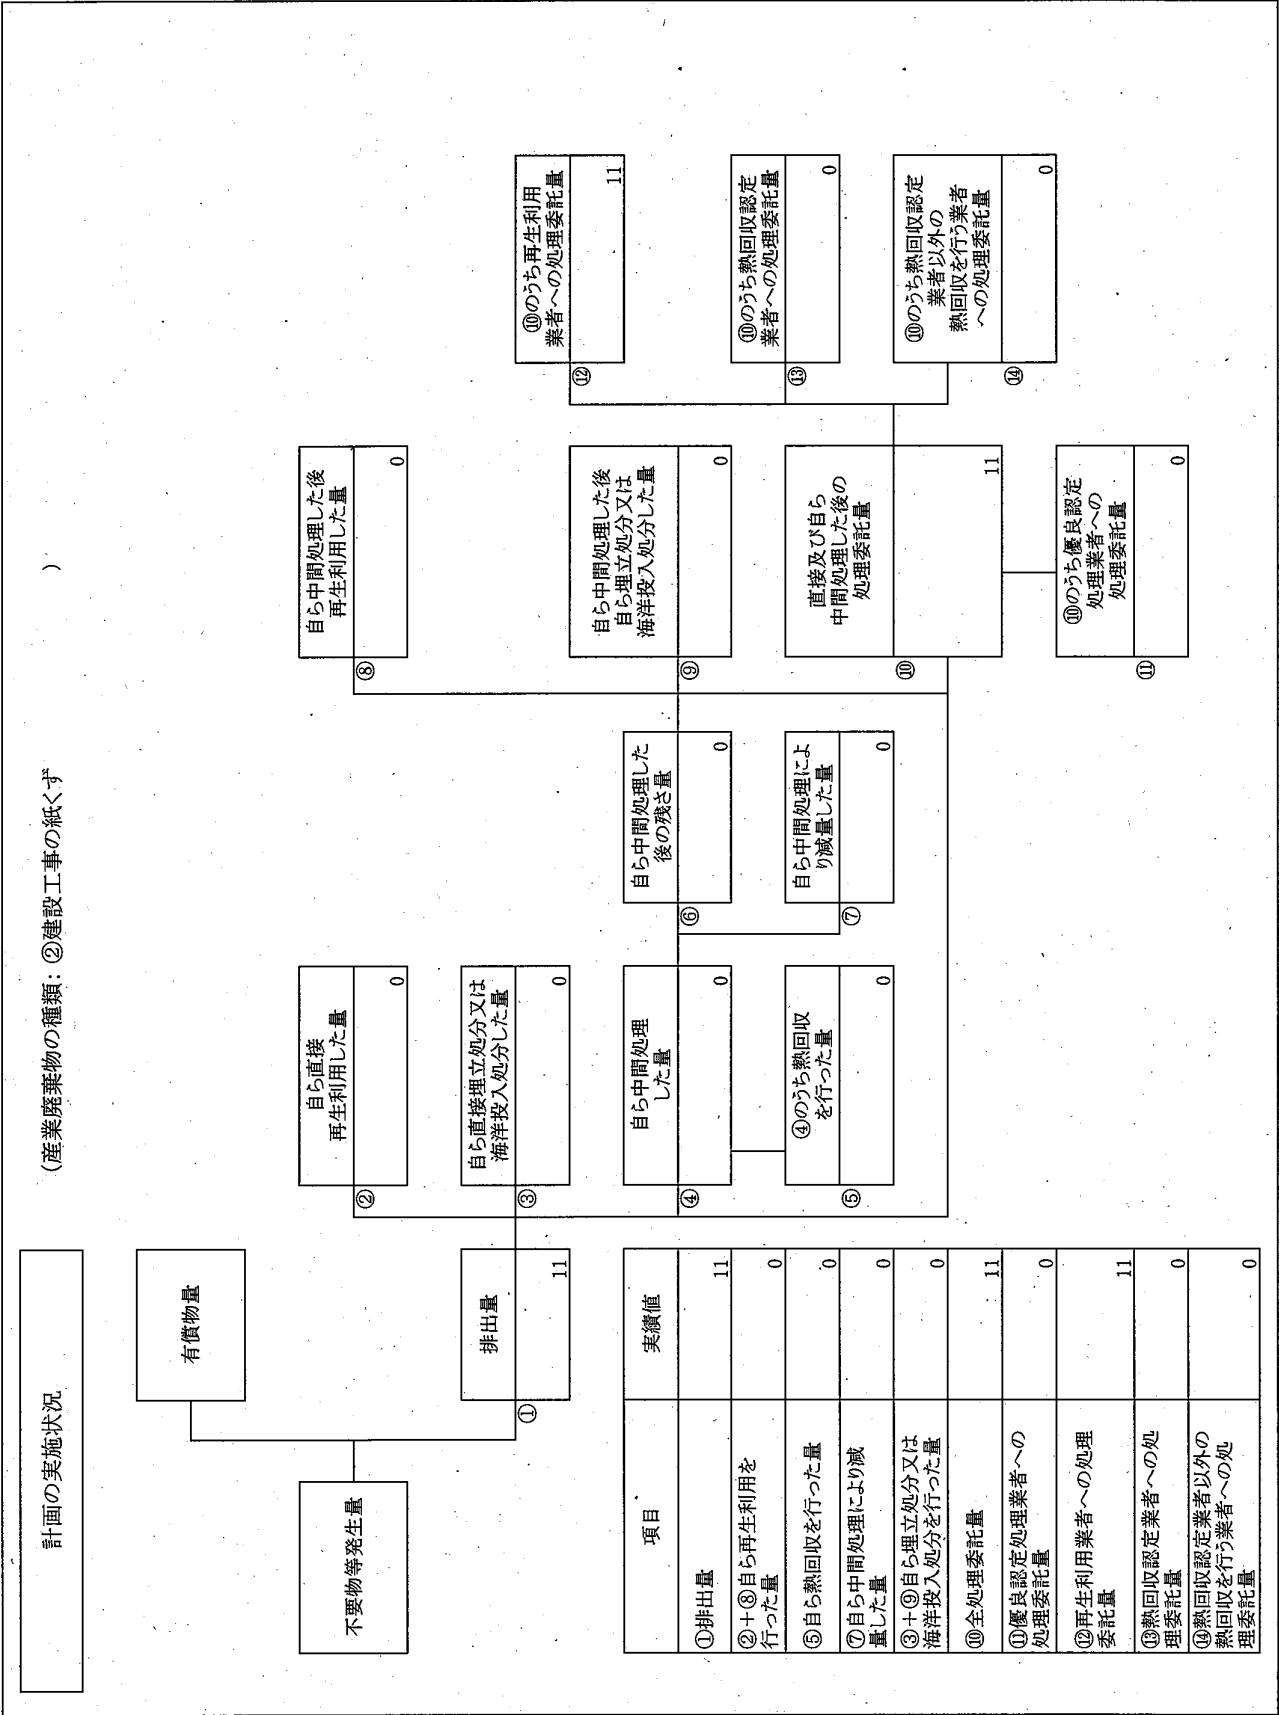 計画の実施状況
(産業廃棄物の種類：②建設工事の紙くず
)
不要物等発生量
有償物量
①
排出量
11
②
自ら直接
再生利用した量
0
③
自ら直接埋立処分又は
海洋投入処分した量
0
④
自ら中間処理
した量
0
⑤
④のうち熱回収
を行った量
0
⑥
自ら中間処理した
後の残さ量
0
⑦
自ら中間処理によ
り減量した量
0
⑧
自ら中間処理した後
再生利用した量
0
⑨
自ら中間処理した後
自ら埋立処分又は
海洋投入処分した量
0
⑩
直接及び自ら
中間処理した後の
処理委託量
11
⑪
⑩のうち優良認定
処理業者への
処理委託量
0
⑫
⑩のうち再生利用
業者への処理委託量
11
⑬
⑩のうち熱回収認定
業者への処理委託量
0
⑭
⑩のうち熱回収認定
業者以外の
熱回収を行う業者
への処理委託量
0
項目
実績値
①排出量
11
②＋⑧自ら再生利用を
行った量
0
⑤自ら熱回収を行った量
0
⑦自ら中間処理により減
量した量
0
③＋⑨自ら埋立処分又は
海洋投入処分を行った量
0
⑩全処理委託量
11
⑪優良認定処理業者への
処理委託量
0
⑫再生利用業者への処理
委託量
11
⑬熱回収認定業者への処
理委託量
0
⑭熱回収認定業者以外の
熱回収を行う業者への処
理委託量
0